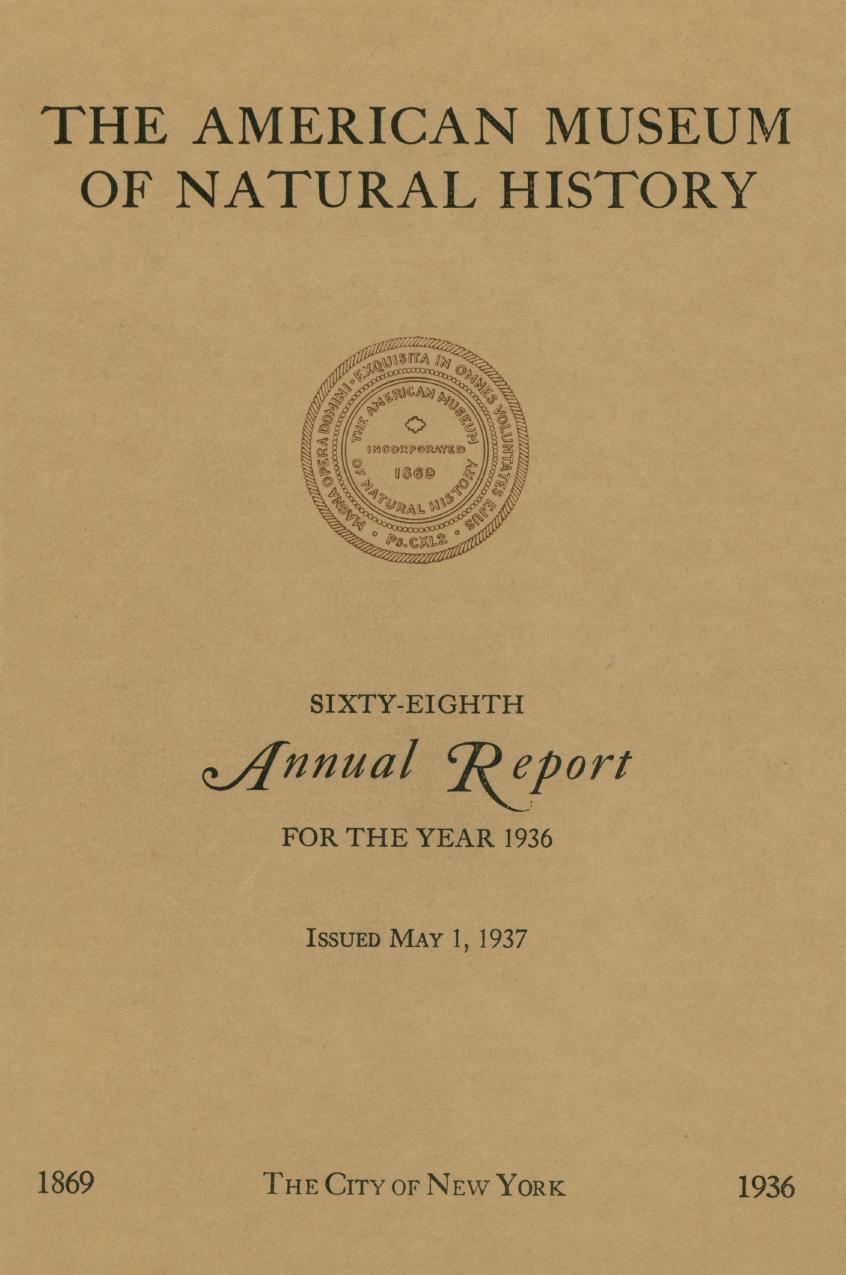 THE AMERICAN MUSEUM
OF NATURAL HISTORY
MAGNA OPERA DOMINI · EXQUISITA IN OMNES VOLUNTATES EJUS
· Ps. CXI.2 ·
THE AMERICAN MUSEUM
INCORPORATED
1869
OF NATURAL HISTORY
SIXTY-EIGHTH
Annual Report
FOR THE YEAR 1936
ISSUED MAY 1, 1937
1869 THE CITY OF NEW YORK 1936